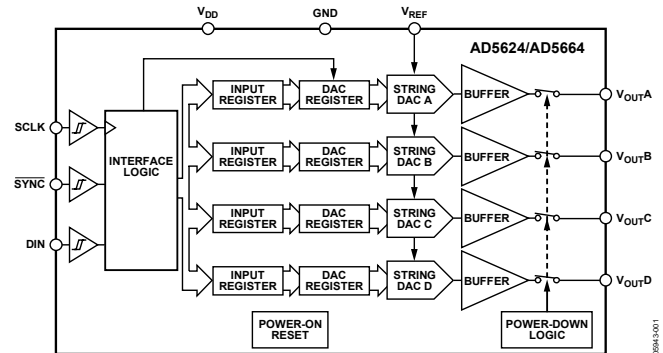 VDD
GND
VREF
AD5624/AD5664
SCLK
SYNC
DIN
INTERFACE
LOGIC
INPUT
REGISTER
DAC
REGISTER
STRING
DAC A
BUFFER
VOUTA
INPUT
REGISTER
DAC
REGISTER
STRING
DAC B
BUFFER
VOUTB
INPUT
REGISTER
DAC
REGISTER
STRING
DAC C
BUFFER
VOUTC
INPUT
REGISTER
DAC
REGISTER
STRING
DAC D
BUFFER
VOUTD
POWER-ON
RESET
POWER-DOWN
LOGIC
05943-001